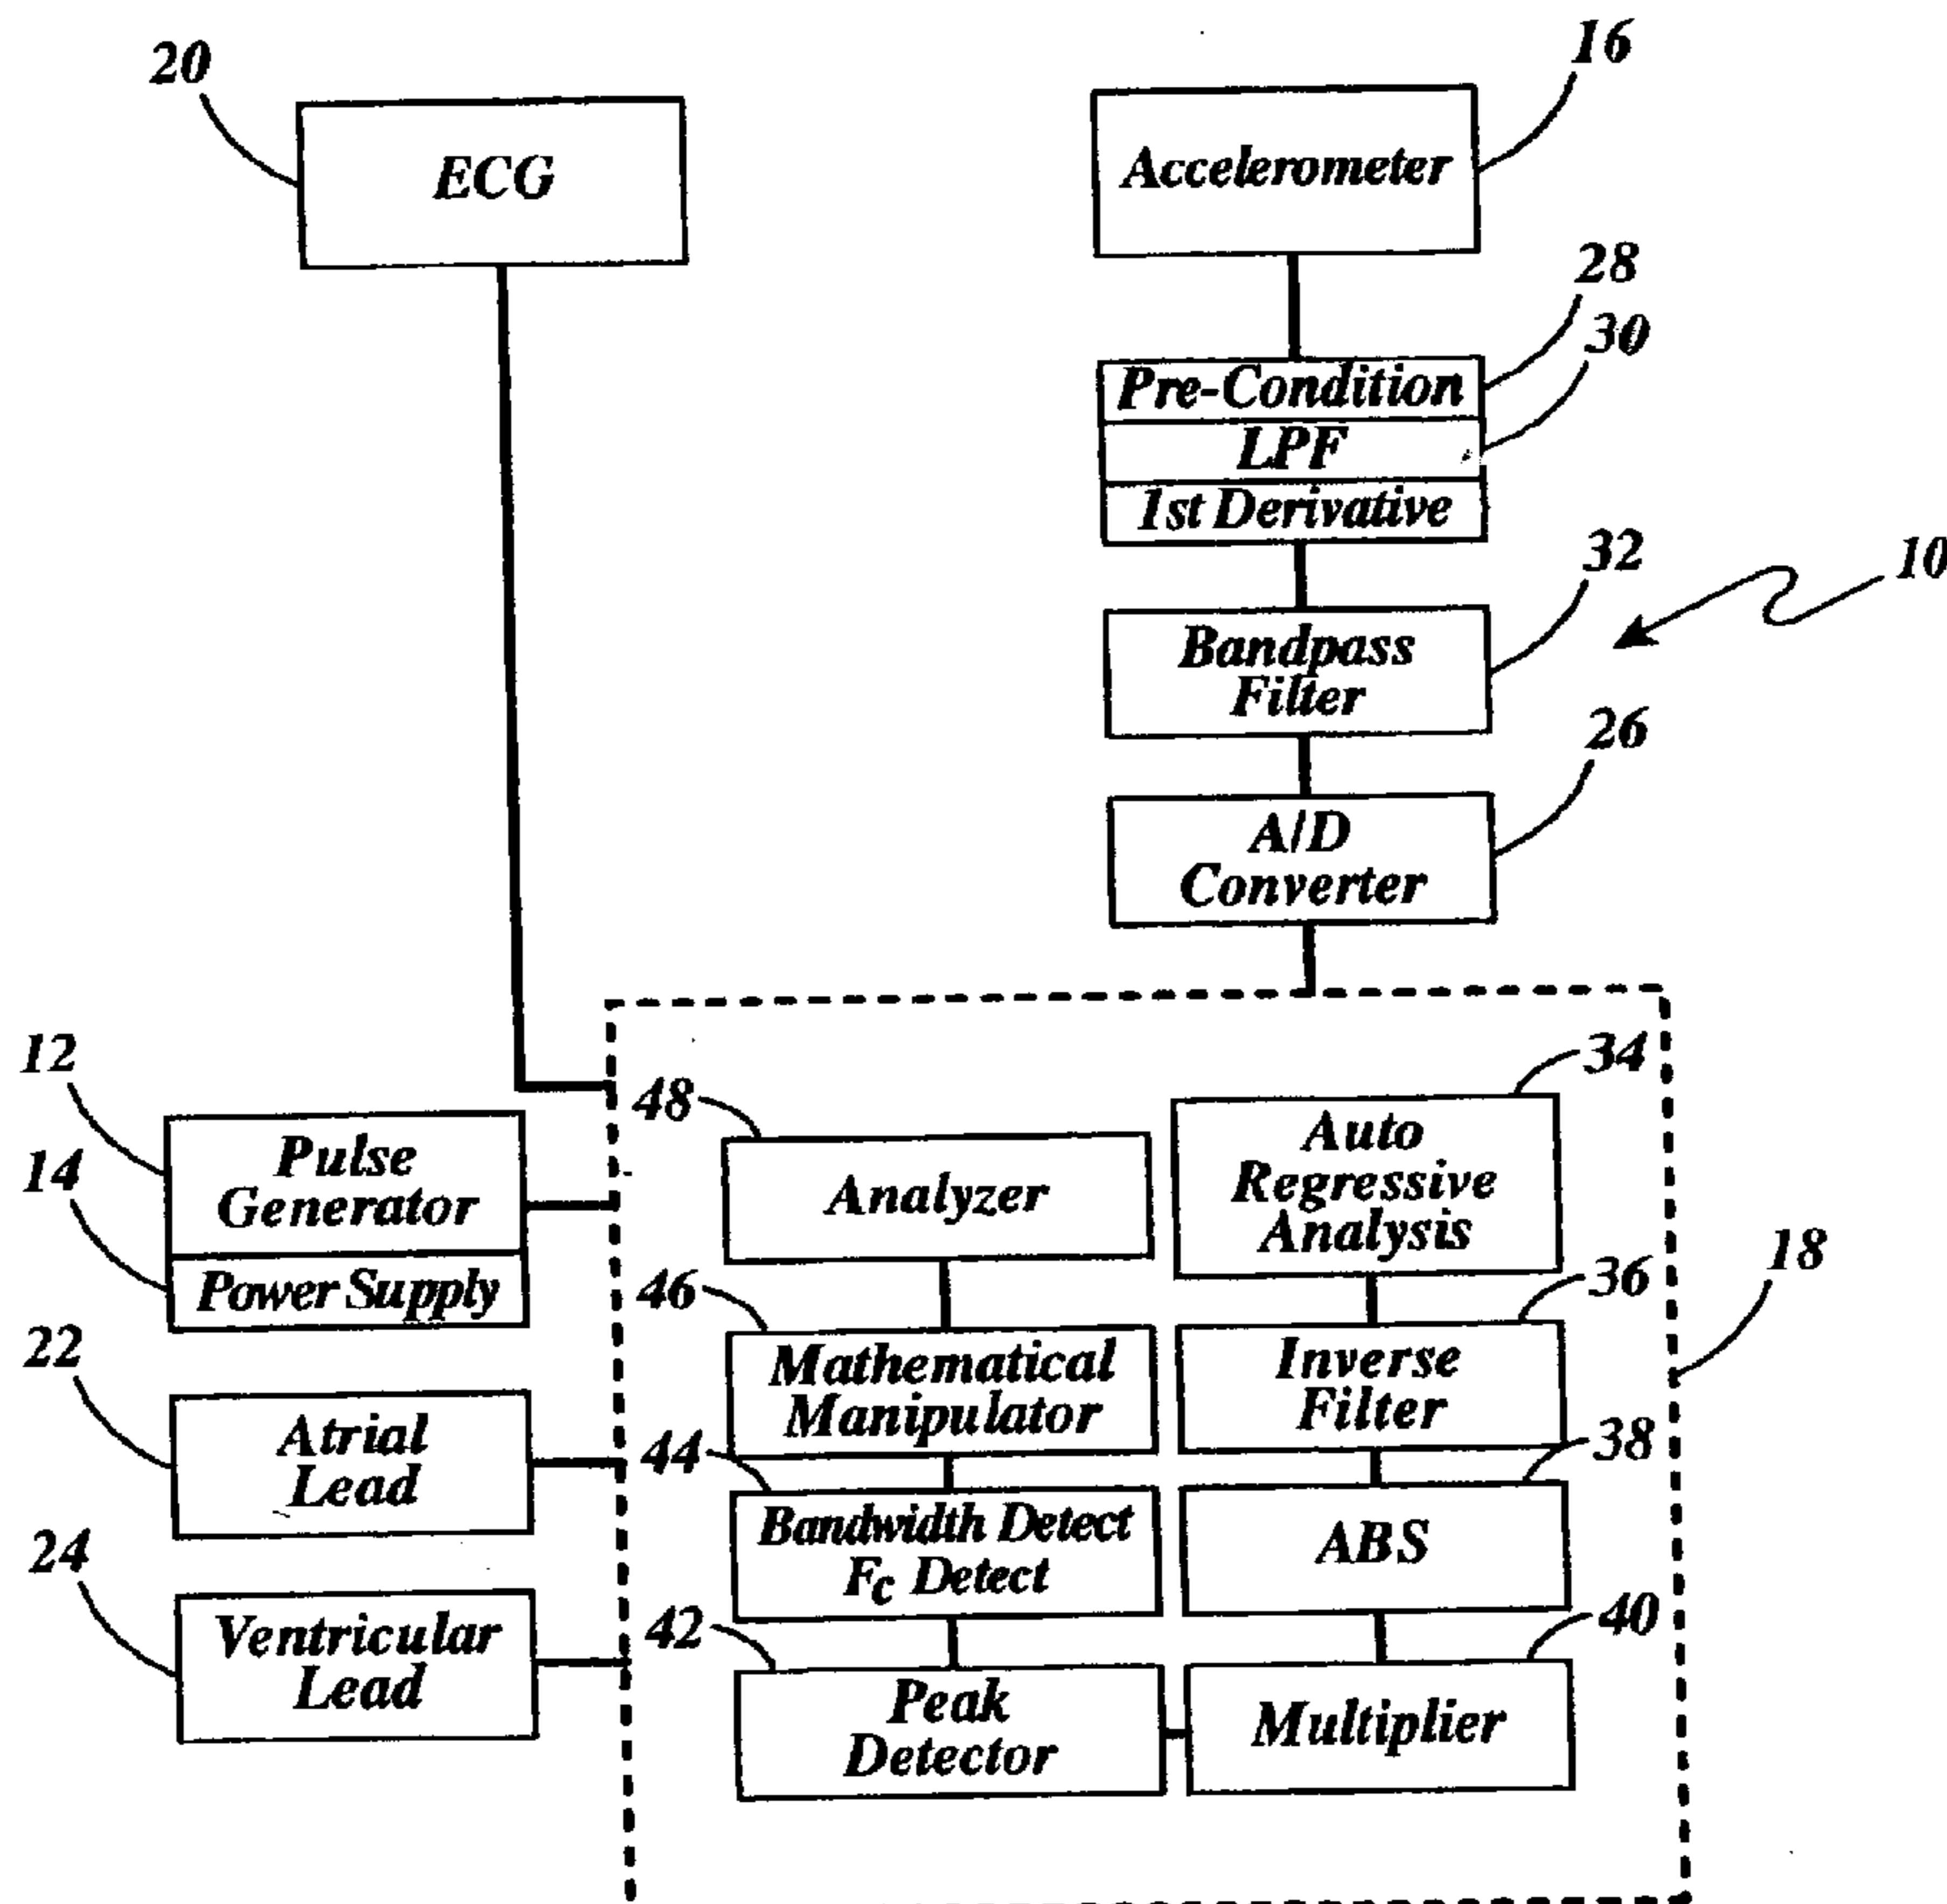 20
ECG
16
Accelerometer
28
30
Pre-Condition
LPF
1st Derivative
32
10
Bandpass
Filter
26
A/D
Converter
12
14
Pulse
Generator
Power Supply
22
Atrial
Lead
24
Ventricular
Lead
48
Analyzer
34
Auto
Regressive
Analysis
18
46
Mathematical
Manipulator
36
Inverse
Filter
44
Bandwidth Detect
Fc Detect
38
ABS
42
Peak
Detector
40
Multiplier